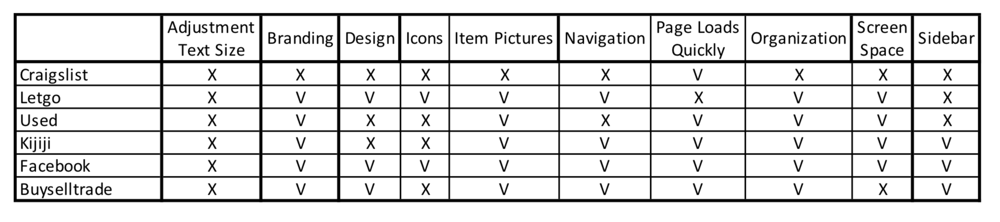 Adjustment Text Size Branding Design Icons Item Pictures Navigation Page Loads Quickly Organization Screen Space Sidebar
Craigslist X X X X X X V X X X
Letgo X V V V V V X V V X
Used X V X X V X V V V X
Kijiji X V X X V V V V V V
Facebook X V V V V V V V V V
Buyselltrade X V V X V V V V X V